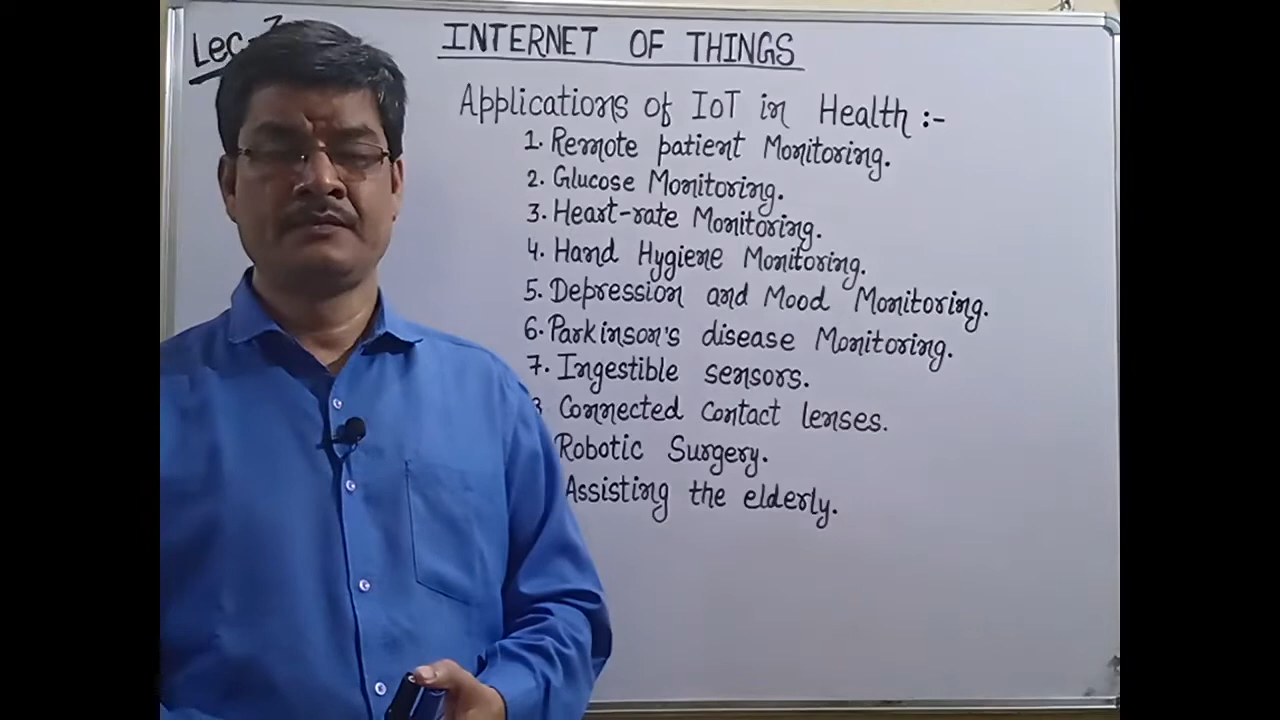 Lec-
INTERNET OF THINGS
Applications of IoT in Health :-
1. Remote patient Monitoring.
2. Glucose Monitoring.
3. Heart-rate Monitoring.
4. Hand Hygiene Monitoring.
5. Depression and Mood Monitoring.
6. Parkinson's disease Monitoring.
7. Ingestible sensors.
Connected Contact lenses.
Robotic Surgery.
Assisting the elderly.